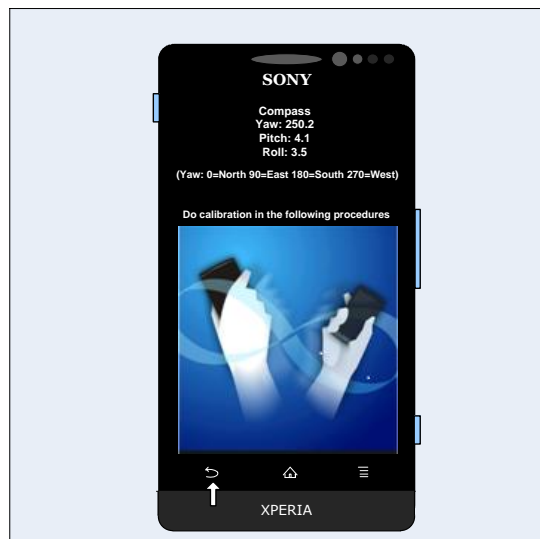 SONY
Compass
Yaw: 250.2
Pitch: 4.1
Roll: 3.5
(Yaw: 0=North 90=East 180=South 270=West)
Do calibration in the following procedures
XPERIA